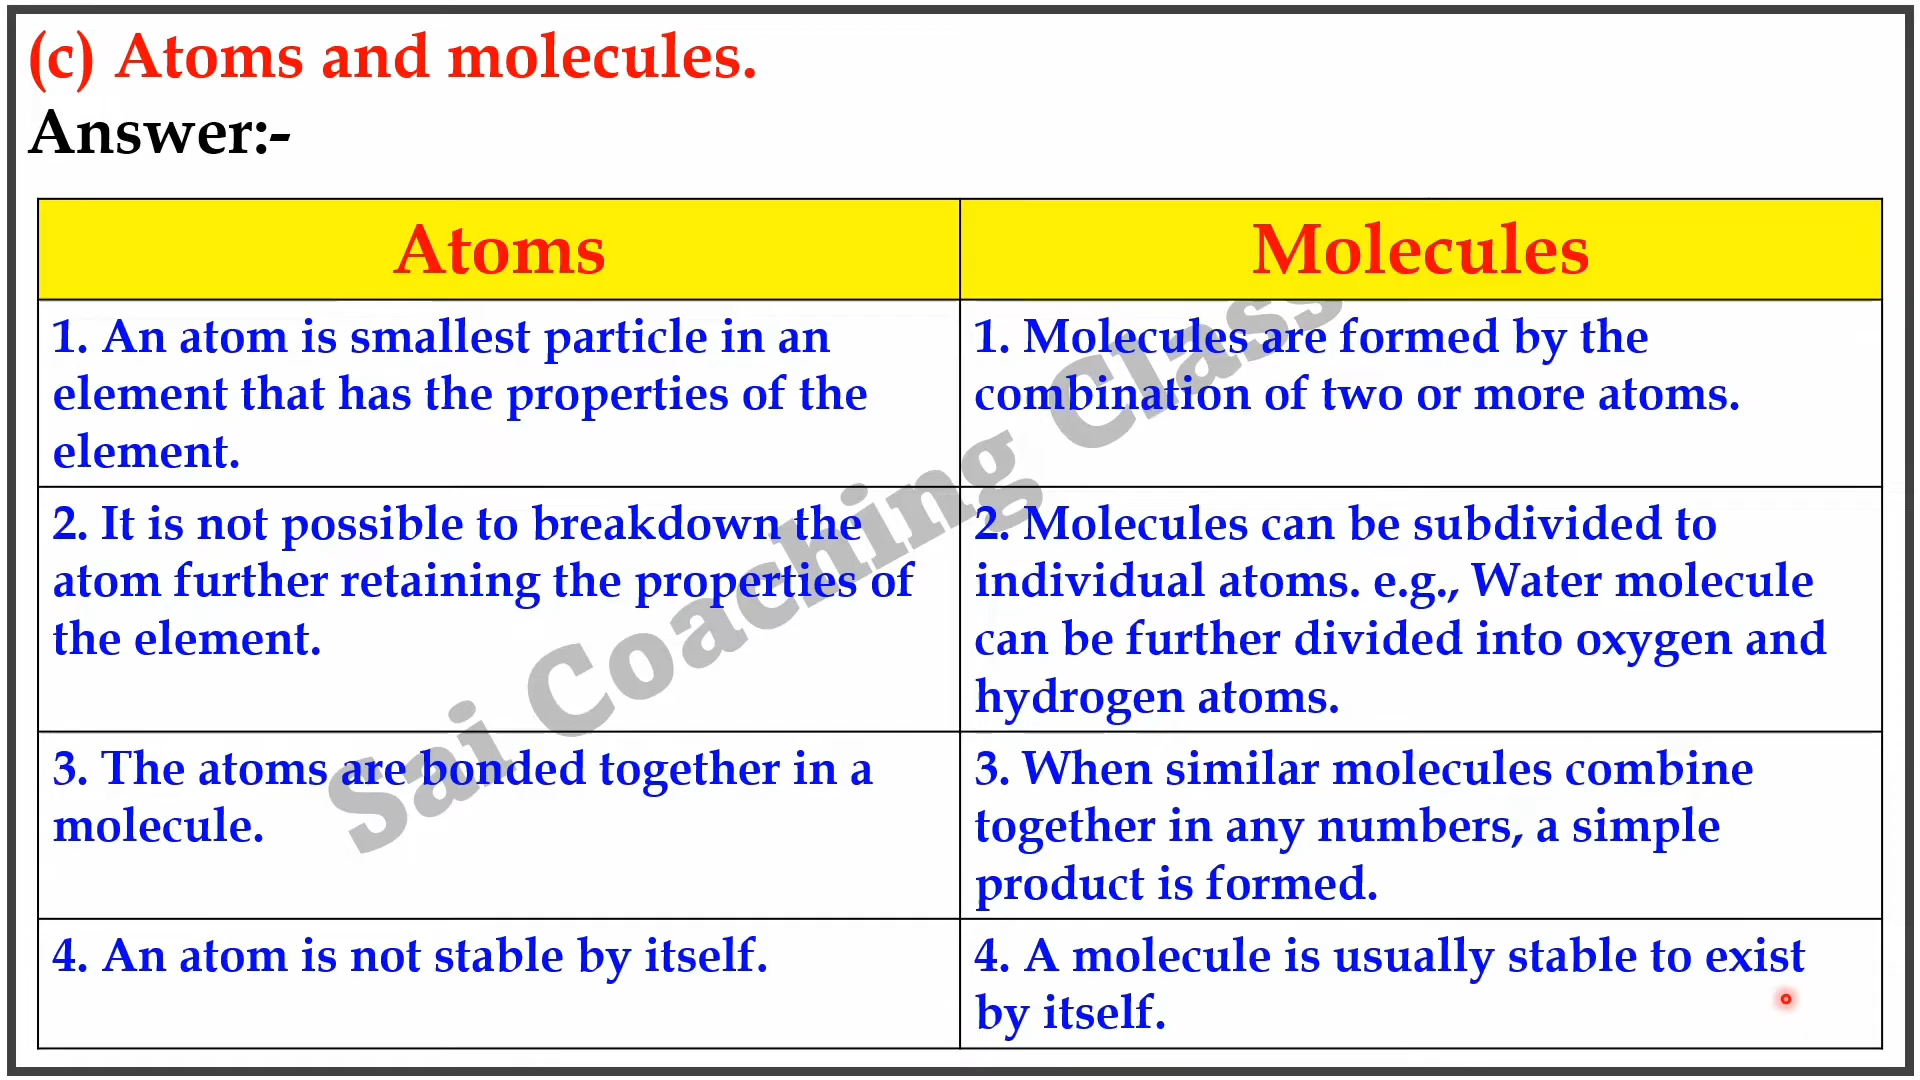 (c) Atoms and molecules.
Answer:-
Atoms
Molecules
1. An atom is smallest particle in an
element that has the properties of the
element.
1. Molecules are formed by the
combination of two or more atoms.
2. It is not possible to breakdown the
atom further retaining the properties of
the element.
2. Molecules can be subdivided to
individual atoms. e.g., Water molecule
can be further divided into oxygen and
hydrogen atoms.
3. The atoms are bonded together in a
molecule.
3. When similar molecules combine
together in any numbers, a simple
product is formed.
4. An atom is not stable by itself.
4. A molecule is usually stable to exist
by itself.
Sai Coaching Class